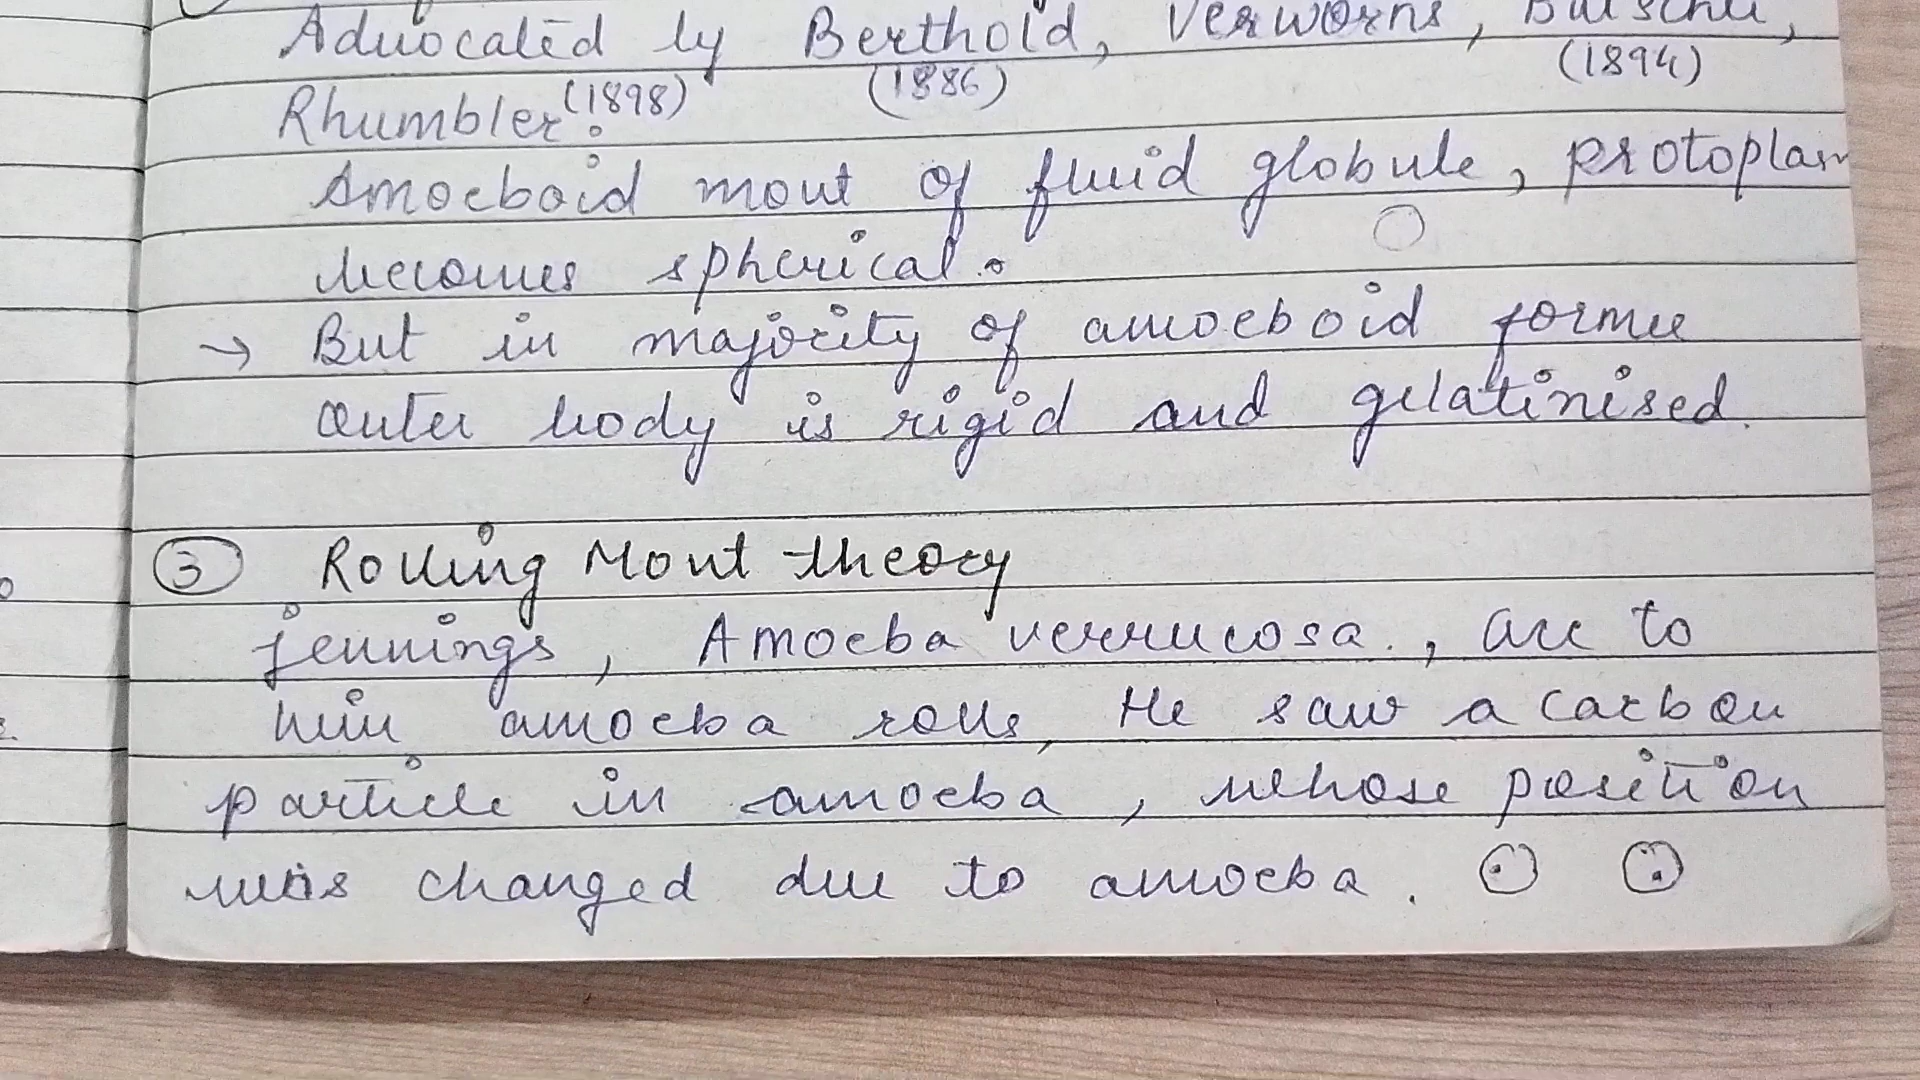 Advocated by Berthold, Verworns, Butschli,
(1886) (1894)
Rhumbler (1898).
Amoeboid movt of fluid globule, protoplasm
becomes spherical.
→ But in majority of amoeboid forms
outer body is rigid and gelatinised.
③ Rolling Movt theory
jennings, Amoeba verrucosa., acc to
him amoeba rolls, He saw a carbon
particle in amoeba, whose position
was changed due to amoeba.